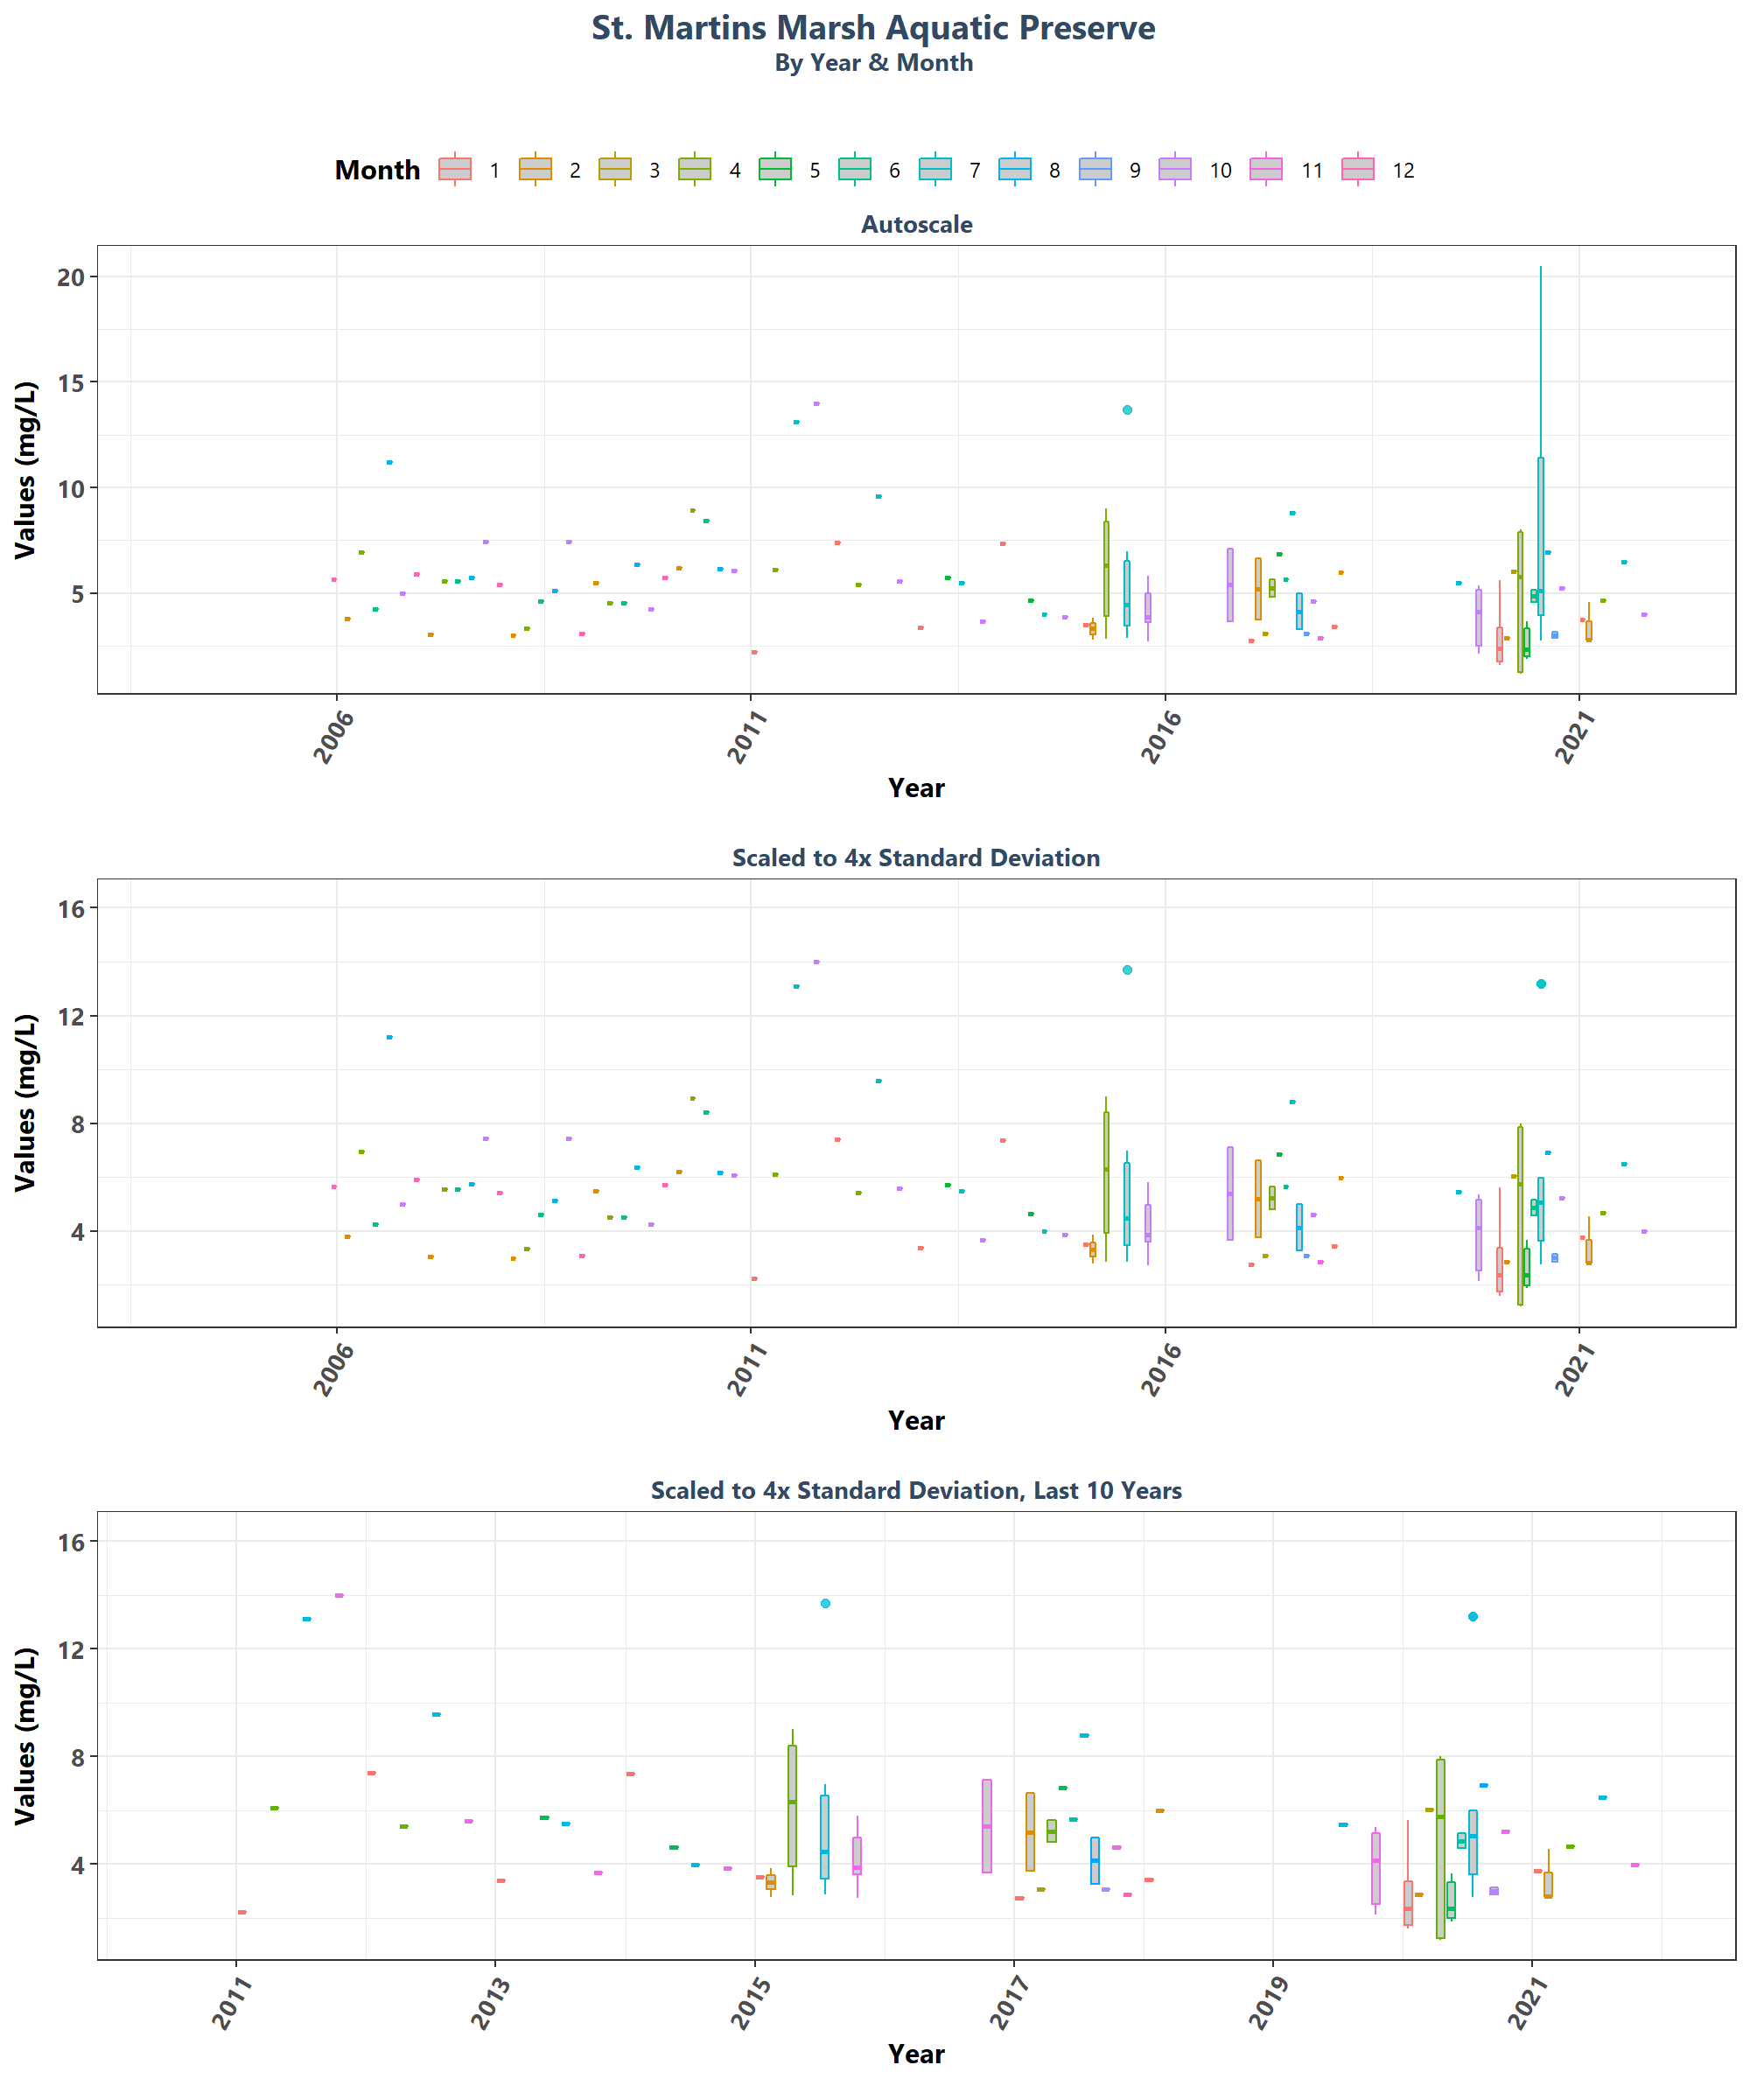 St. Martins Marsh Aquatic Preserve
By Year & Month
Month 1 2 3 4 5 6 7 8 9 10 11 12
Autoscale
Values (mg/L)
20
15
10
5
2006 2011 2016 2021
Year
Scaled to 4x Standard Deviation
Values (mg/L)
16
12
8
4
2006 2011 2016 2021
Year
Scaled to 4x Standard Deviation, Last 10 Years
Values (mg/L)
16
12
8
4
2011 2013 2015 2017 2019 2021
Year